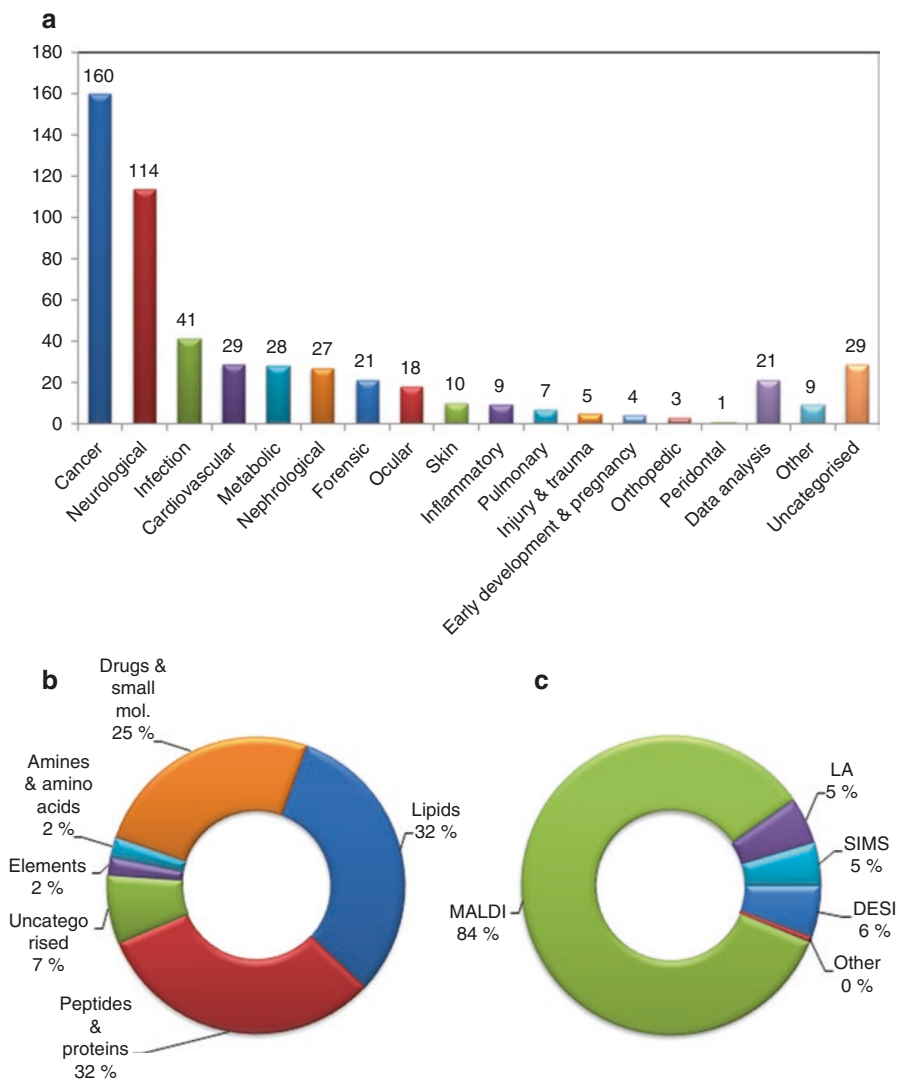 a
180
160
140
120
100
80
60
40
20
0
160
114
41
29
28
27
21
18
10
9
7
5
4
3
1
21
9
29
Cancer
Neurological
Infection
Cardiovascular
Metabolic
Nephrological
Forensic
Ocular
Skin
Inflammatory
Pulmonary
Injury & trauma
Early development & pregnancy
Orthopedic
Peridontal
Data analysis
Other
Uncategorised
b
Drugs &
small
mol.
25 %
Amines
& amino
acids
2 %
Elements
2 %
Uncatego
rised
7 %
Peptides
&
proteins
32 %
Lipids
32 %
c
LA
5 %
SIMS
5 %
DESI
6 %
Other
0 %
MALDI
84 %